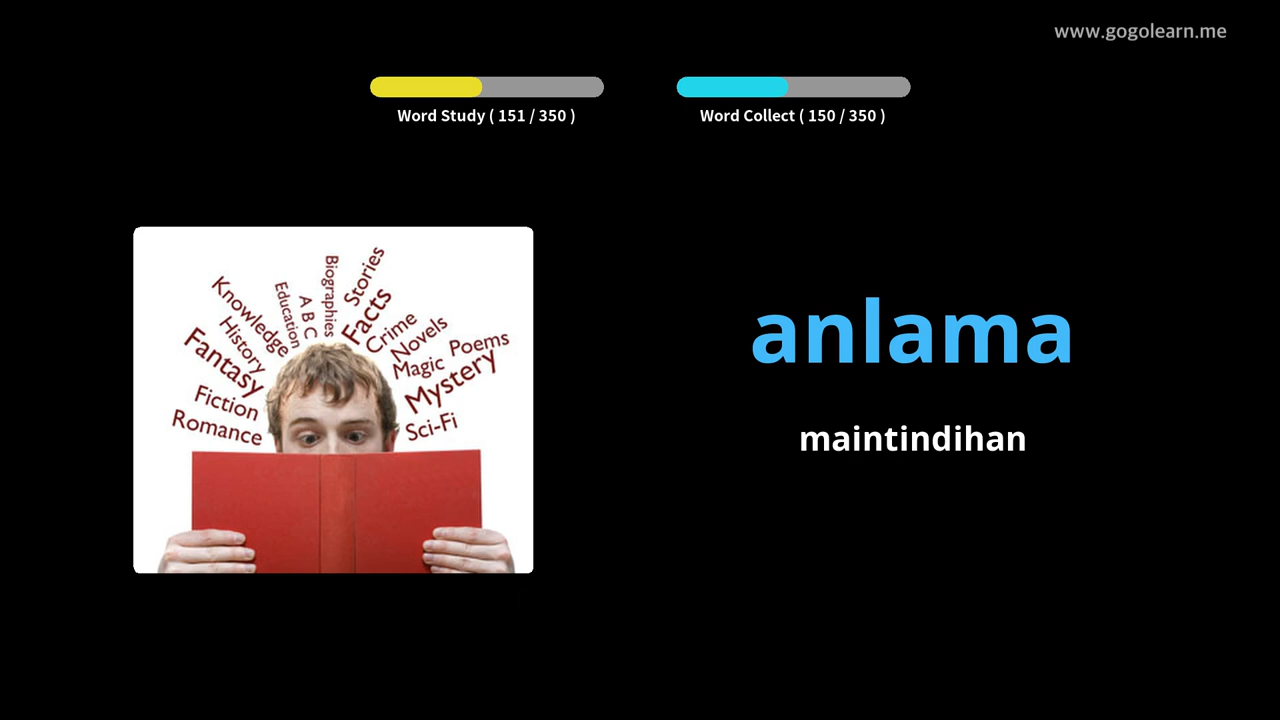 www.gogolearn.me
Word Study ( 151 / 350 )
Word Collect ( 150 / 350 )
Knowledge
History
Fantasy
Fiction
Romance
Education
A B C
Biographies
Stories
Facts
Crime
Novels
Magic
Poems
Mystery
Sci-Fi
anlama
maintindihan